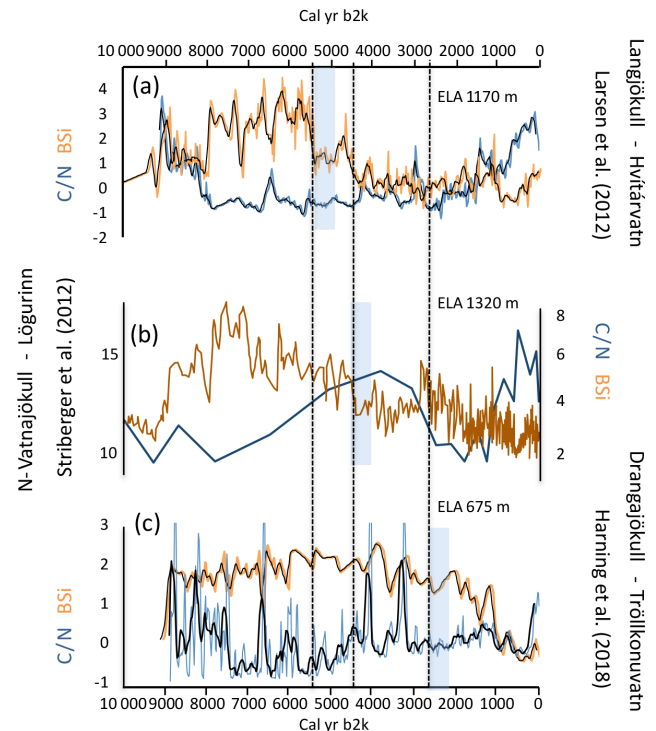 Cal yr b2k
10 000 9000 8000 7000 6000 5000 4000 3000 2000 1000 0
(a)
ELA 1170 m
4
3
2
1
0
-1
-2
C/N BSi
Langjökull - Hvítárvatn
Larsen et al. (2012)
ELA 1320 m
(b)
15
10
8
6
4
2
N-Vatnajökull - Lögurinn
Striberger et al. (2012)
C/N
BSi
ELA 675 m
(c)
3
2
1
0
-1
C/N BSi
Drangajökull - Tröllkonuvatn
Harning et al. (2018)
10 000 9000 8000 7000 6000 5000 4000 3000 2000 1000 0
Cal yr b2k